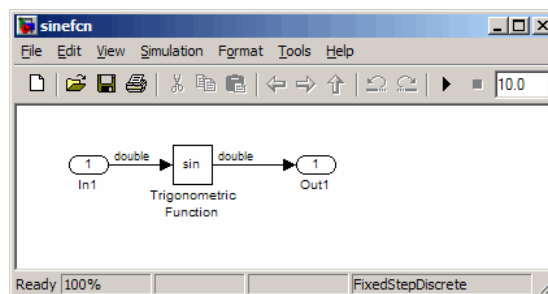 sinefcn
File Edit View Simulation Format Tools Help
10.0
1 double sin double 1
In1 Out1
Trigonometric
Function
Ready 100% FixedStepDiscrete